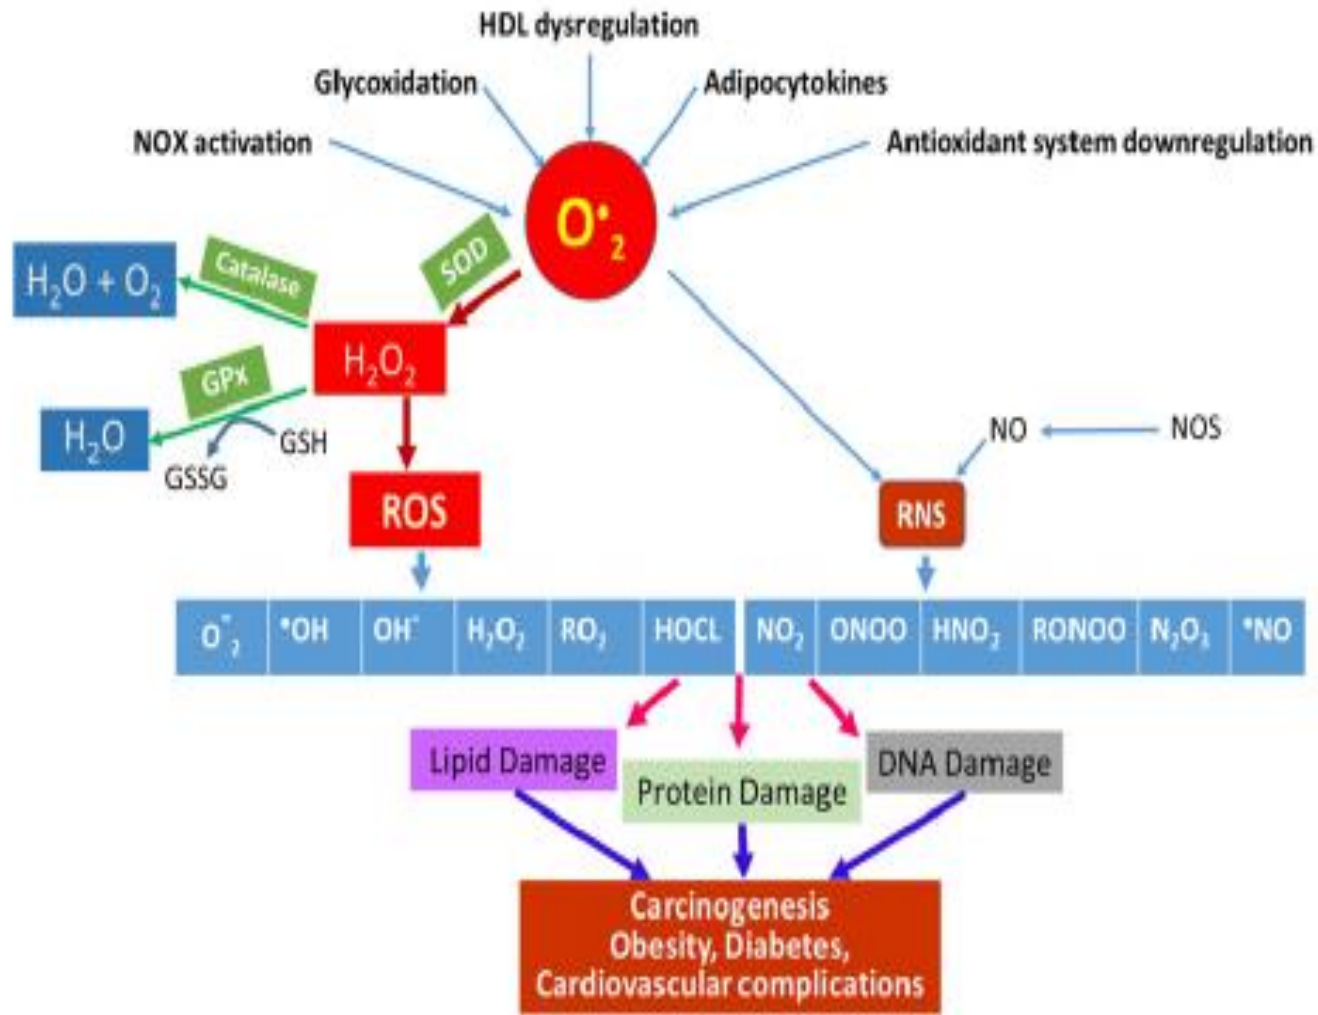 HDL dysregulation
Glycoxidation
Adipocytokines
NOX activation
Antioxidant system downregulation
O•2
SOD
Catalase
H2O + O2
H2O2
GPx
H2O
GSH
GSSG
NO
NOS
ROS
RNS
O⁻2
•OH
OH⁻
H2O2
RO2
HOCL
NO2
ONOO
HNO2
RONOO
N2O3
•NO
Lipid Damage
Protein Damage
DNA Damage
Carcinogenesis
Obesity, Diabetes,
Cardiovascular complications